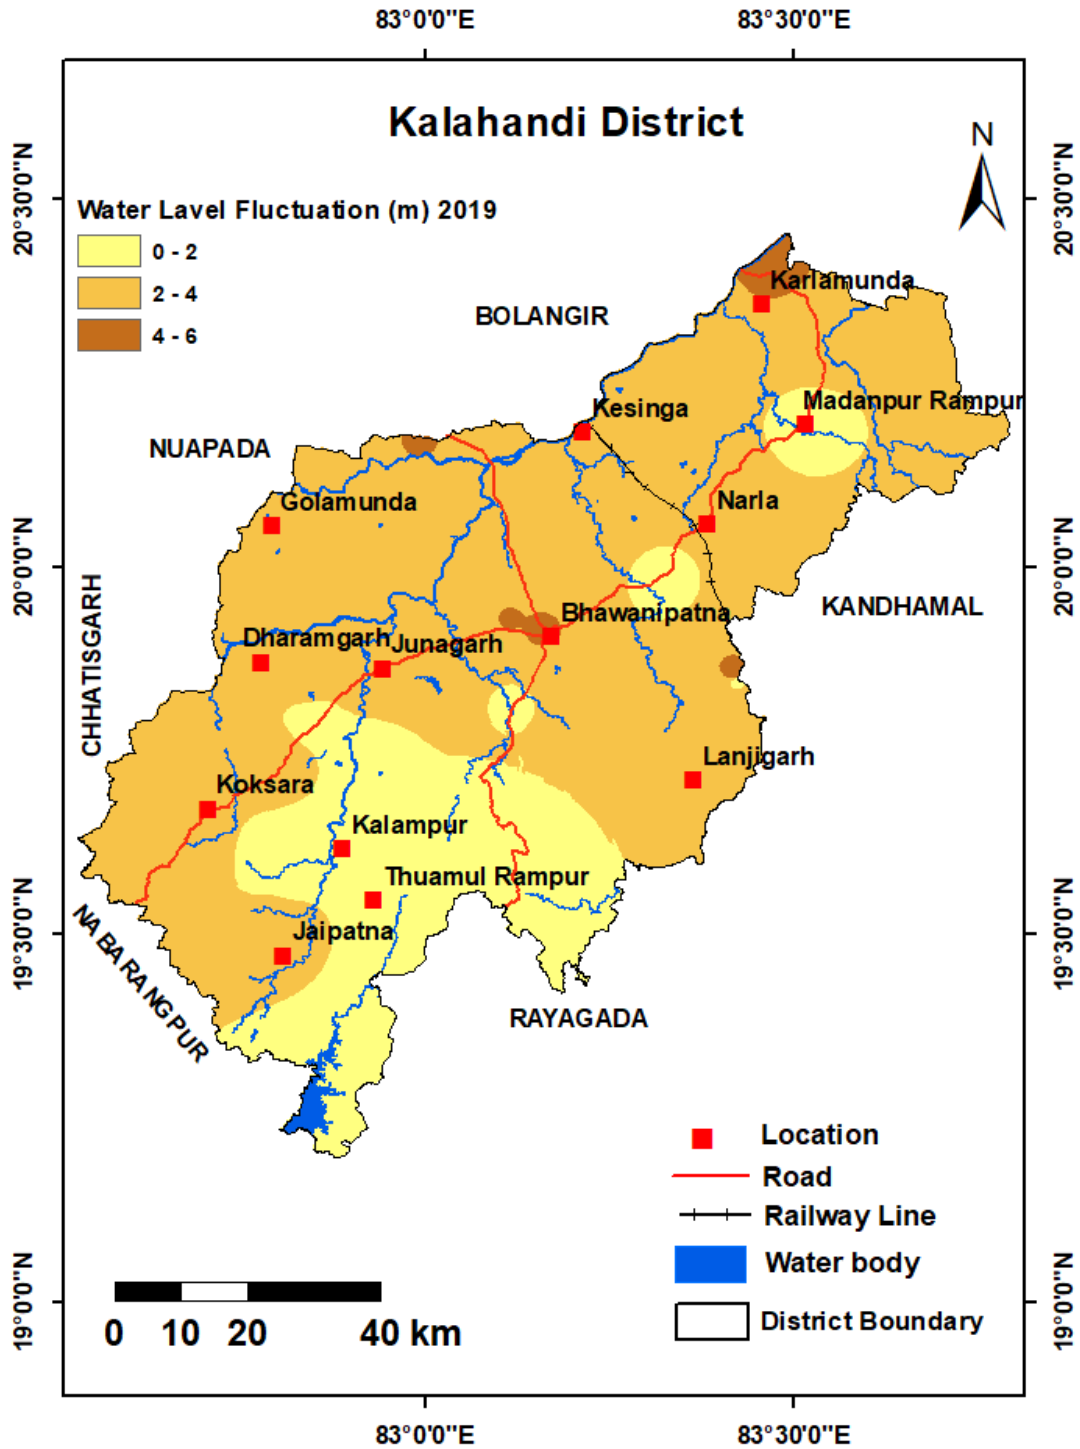 83°0'0"E 83°30'0"E
Kalahandi District
N
20°30'0"N 20°30'0"N
Water Lavel Fluctuation (m) 2019
0 - 2
2 - 4
4 - 6
Karlamunda
BOLANGIR
Madanpur Rampur
Kesinga
NUAPADA
Golamunda
Narla
20°0'0"N 20°0'0"N
CHHATISGARH
Bhawanipatna
KANDHAMAL
Dharamgarh
Junagarh
Lanjigarh
Koksara
Kalampur
Thuamul Rampur
Jaipatna
19°30'0"N 19°30'0"N
NABARANGPUR
RAYAGADA
Location
Road
Railway Line
Water body
District Boundary
19°0'0"N 19°0'0"N
0 10 20 40 km
83°0'0"E 83°30'0"E